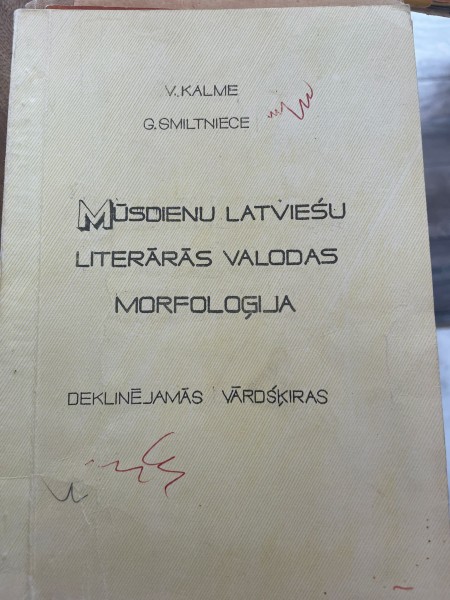 V. KALME
G. SMILTNIECE
MŪSDIENU LATVIEŠU
LITERĀRĀS VALODAS
MORFOLOĢIJA
DEKLINĒJAMĀS VĀRDŠĶIRAS